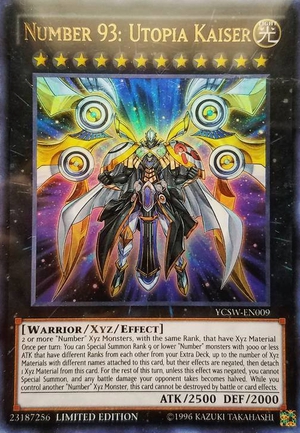 NUMBER 93: UTOPIA KAISER
LIGHT
光
YCSW-EN009
[WARRIOR/XYZ/EFFECT]
2 or more "Number" Xyz Monsters, with the same Rank, that have Xyz Material
Once per turn: You can Special Summon Rank 9 or lower "Number" monsters with 3000 or less
ATK that have different Ranks from each other from your Extra Deck, up to the number of Xyz
Materials with different names attached to this card, but their effects are negated, then detach
1 Xyz Material from this card. For the rest of this turn, unless this effect was negated, you cannot
Special Summon, and any battle damage your opponent takes becomes halved. While you
control another "Number" Xyz Monster, this card cannot be destroyed by battle or card effects.
ATK/2500 DEF/2000
23187256 LIMITED EDITION ©1996 KAZUKI TAKAHASHI